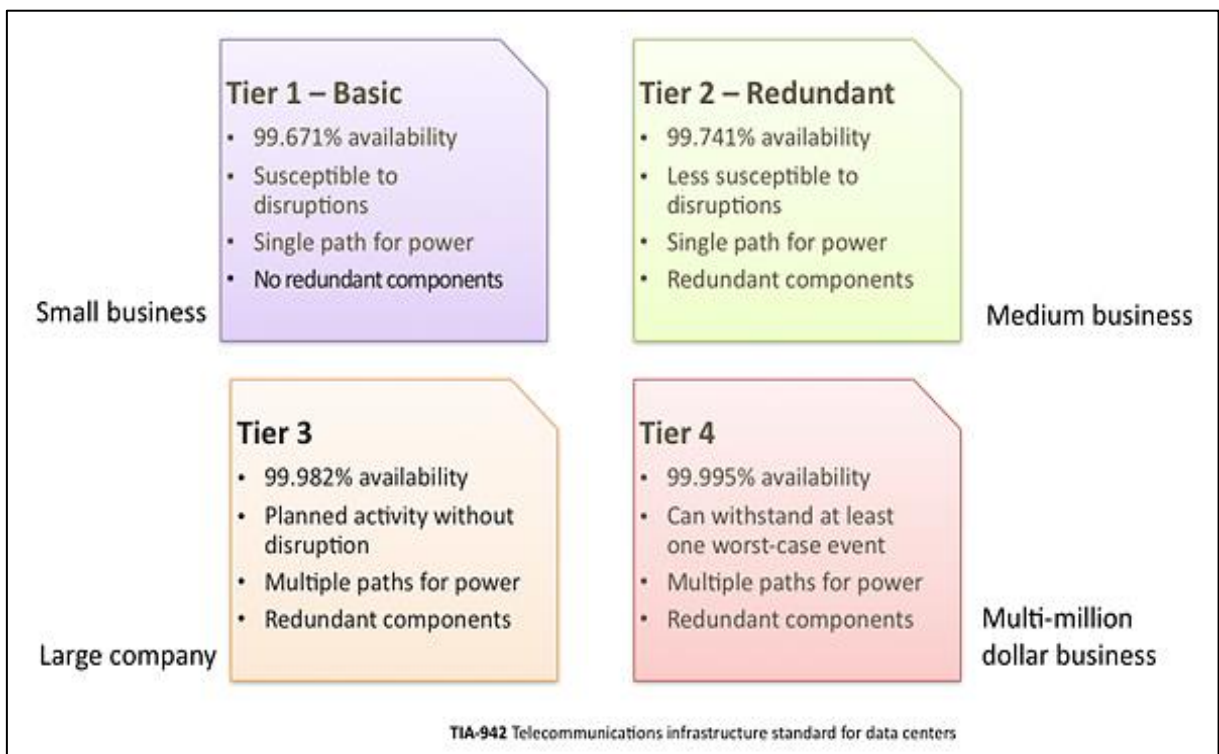 Tier 1 – Basic
• 99.671% availability
• Susceptible to
disruptions
• Single path for power
• No redundant components
Small business
Tier 2 – Redundant
• 99.741% availability
• Less susceptible to
disruptions
• Single path for power
• Redundant components
Medium business
Tier 3
• 99.982% availability
• Planned activity without
disruption
• Multiple paths for power
• Redundant components
Large company
Tier 4
• 99.995% availability
• Can withstand at least
one worst-case event
• Multiple paths for power
• Redundant components
Multi-million
dollar business
TIA-942 Telecommunications infrastructure standard for data centers